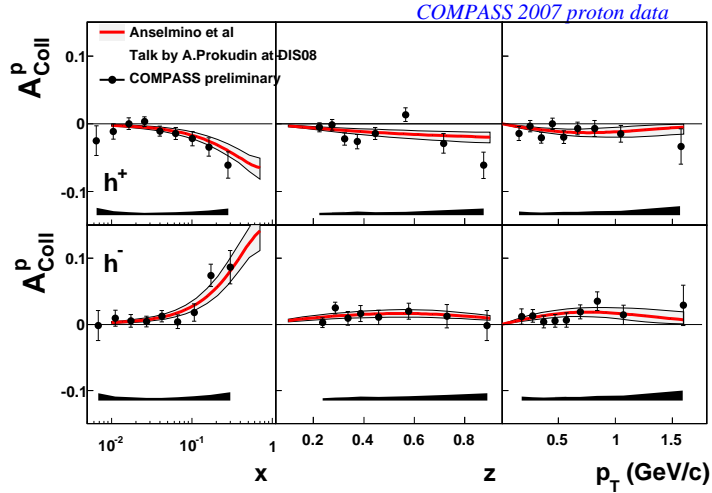 COMPASS 2007 proton data
Anselmino et al
Talk by A.Prokudin at DIS08
COMPASS preliminary
A^p_Coll
0.1
0
-0.1
h^+
A^p_Coll
0.1
0
-0.1
h^-
10^-2 10^-1 1
0.2 0.4 0.6 0.8
0.5 1 1.5
x
z
p_T (GeV/c)